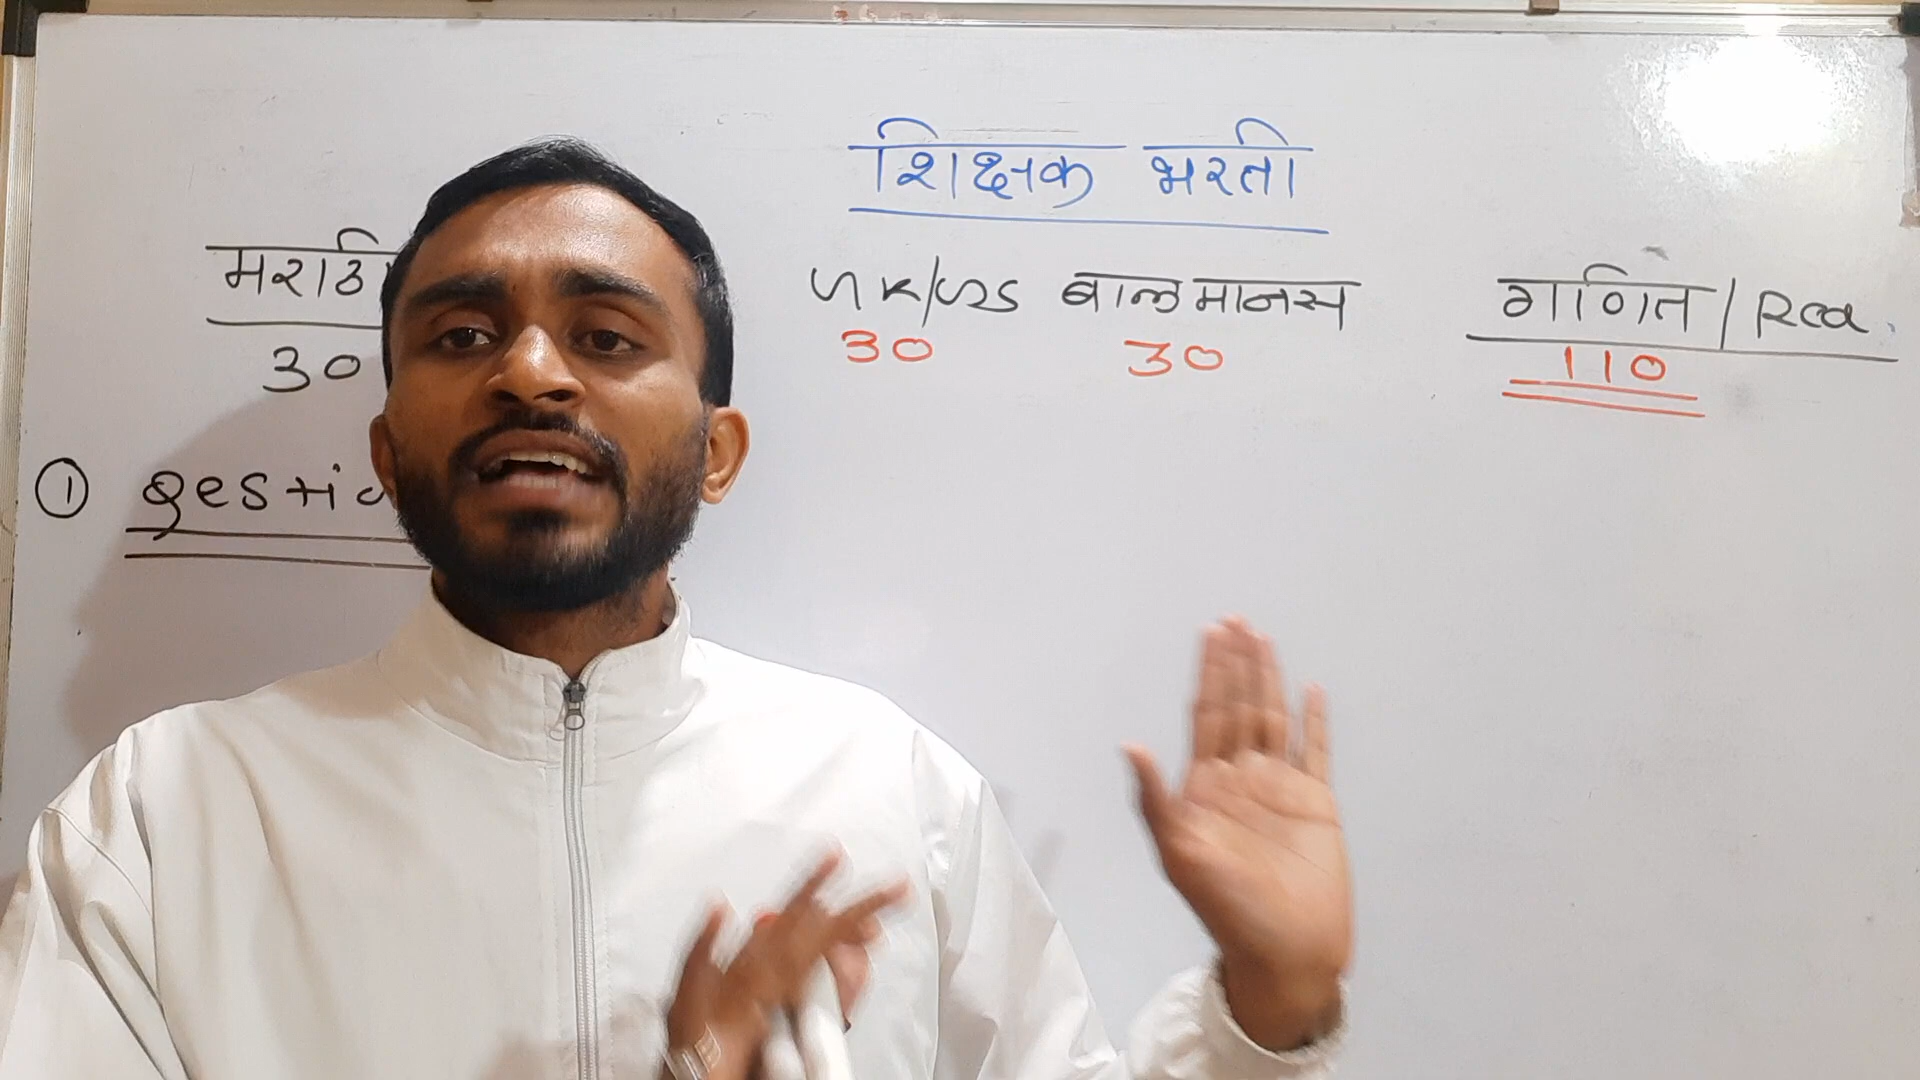 शिक्षक भरती
मराठी GK/GS बालमानस गणित / Rea.
30 30 30 110
① Qestio